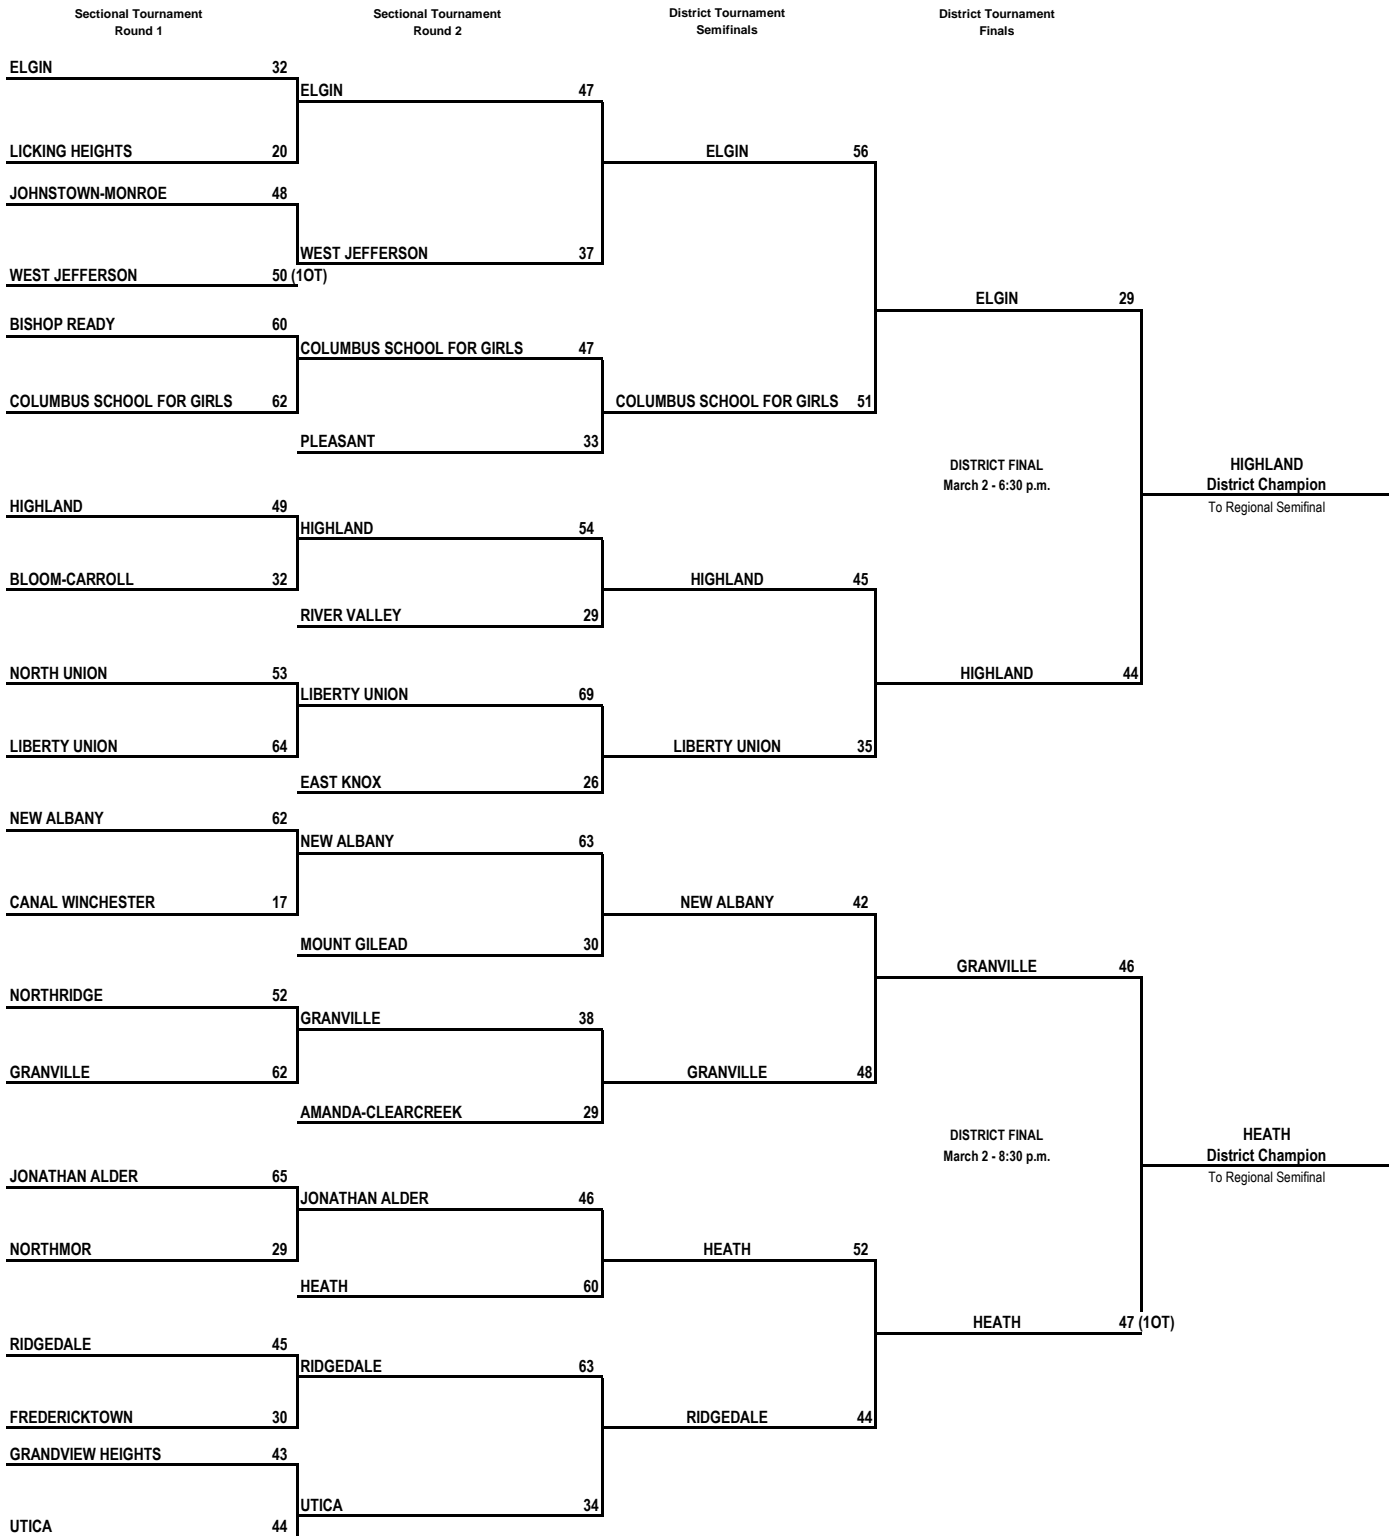 Sectional Tournament
Round 1
Sectional Tournament
Round 2
District Tournament
Semifinals
District Tournament
Finals
ELGIN 32
ELGIN 47
LICKING HEIGHTS 20
ELGIN 56
JOHNSTOWN-MONROE 48
WEST JEFFERSON 37
WEST JEFFERSON 50 (1OT)
ELGIN 29
BISHOP READY 60
COLUMBUS SCHOOL FOR GIRLS 47
COLUMBUS SCHOOL FOR GIRLS 62
COLUMBUS SCHOOL FOR GIRLS 51
PLEASANT 33
DISTRICT FINAL
March 2 - 6:30 p.m.
HIGHLAND
District Champion
To Regional Semifinal
HIGHLAND 49
HIGHLAND 54
BLOOM-CARROLL 32
HIGHLAND 45
RIVER VALLEY 29
NORTH UNION 53
HIGHLAND 44
LIBERTY UNION 69
LIBERTY UNION 64
LIBERTY UNION 35
EAST KNOX 26
NEW ALBANY 62
NEW ALBANY 63
CANAL WINCHESTER 17
NEW ALBANY 42
MOUNT GILEAD 30
GRANVILLE 46
NORTHRIDGE 52
GRANVILLE 38
GRANVILLE 62
GRANVILLE 48
AMANDA-CLEARCREEK 29
DISTRICT FINAL
March 2 - 8:30 p.m.
HEATH
District Champion
To Regional Semifinal
JONATHAN ALDER 65
JONATHAN ALDER 46
NORTHMOR 29
HEATH 52
HEATH 60
HEATH 47 (1OT)
RIDGEDALE 45
RIDGEDALE 63
FREDERICKTOWN 30
RIDGEDALE 44
GRANDVIEW HEIGHTS 43
UTICA 34
UTICA 44